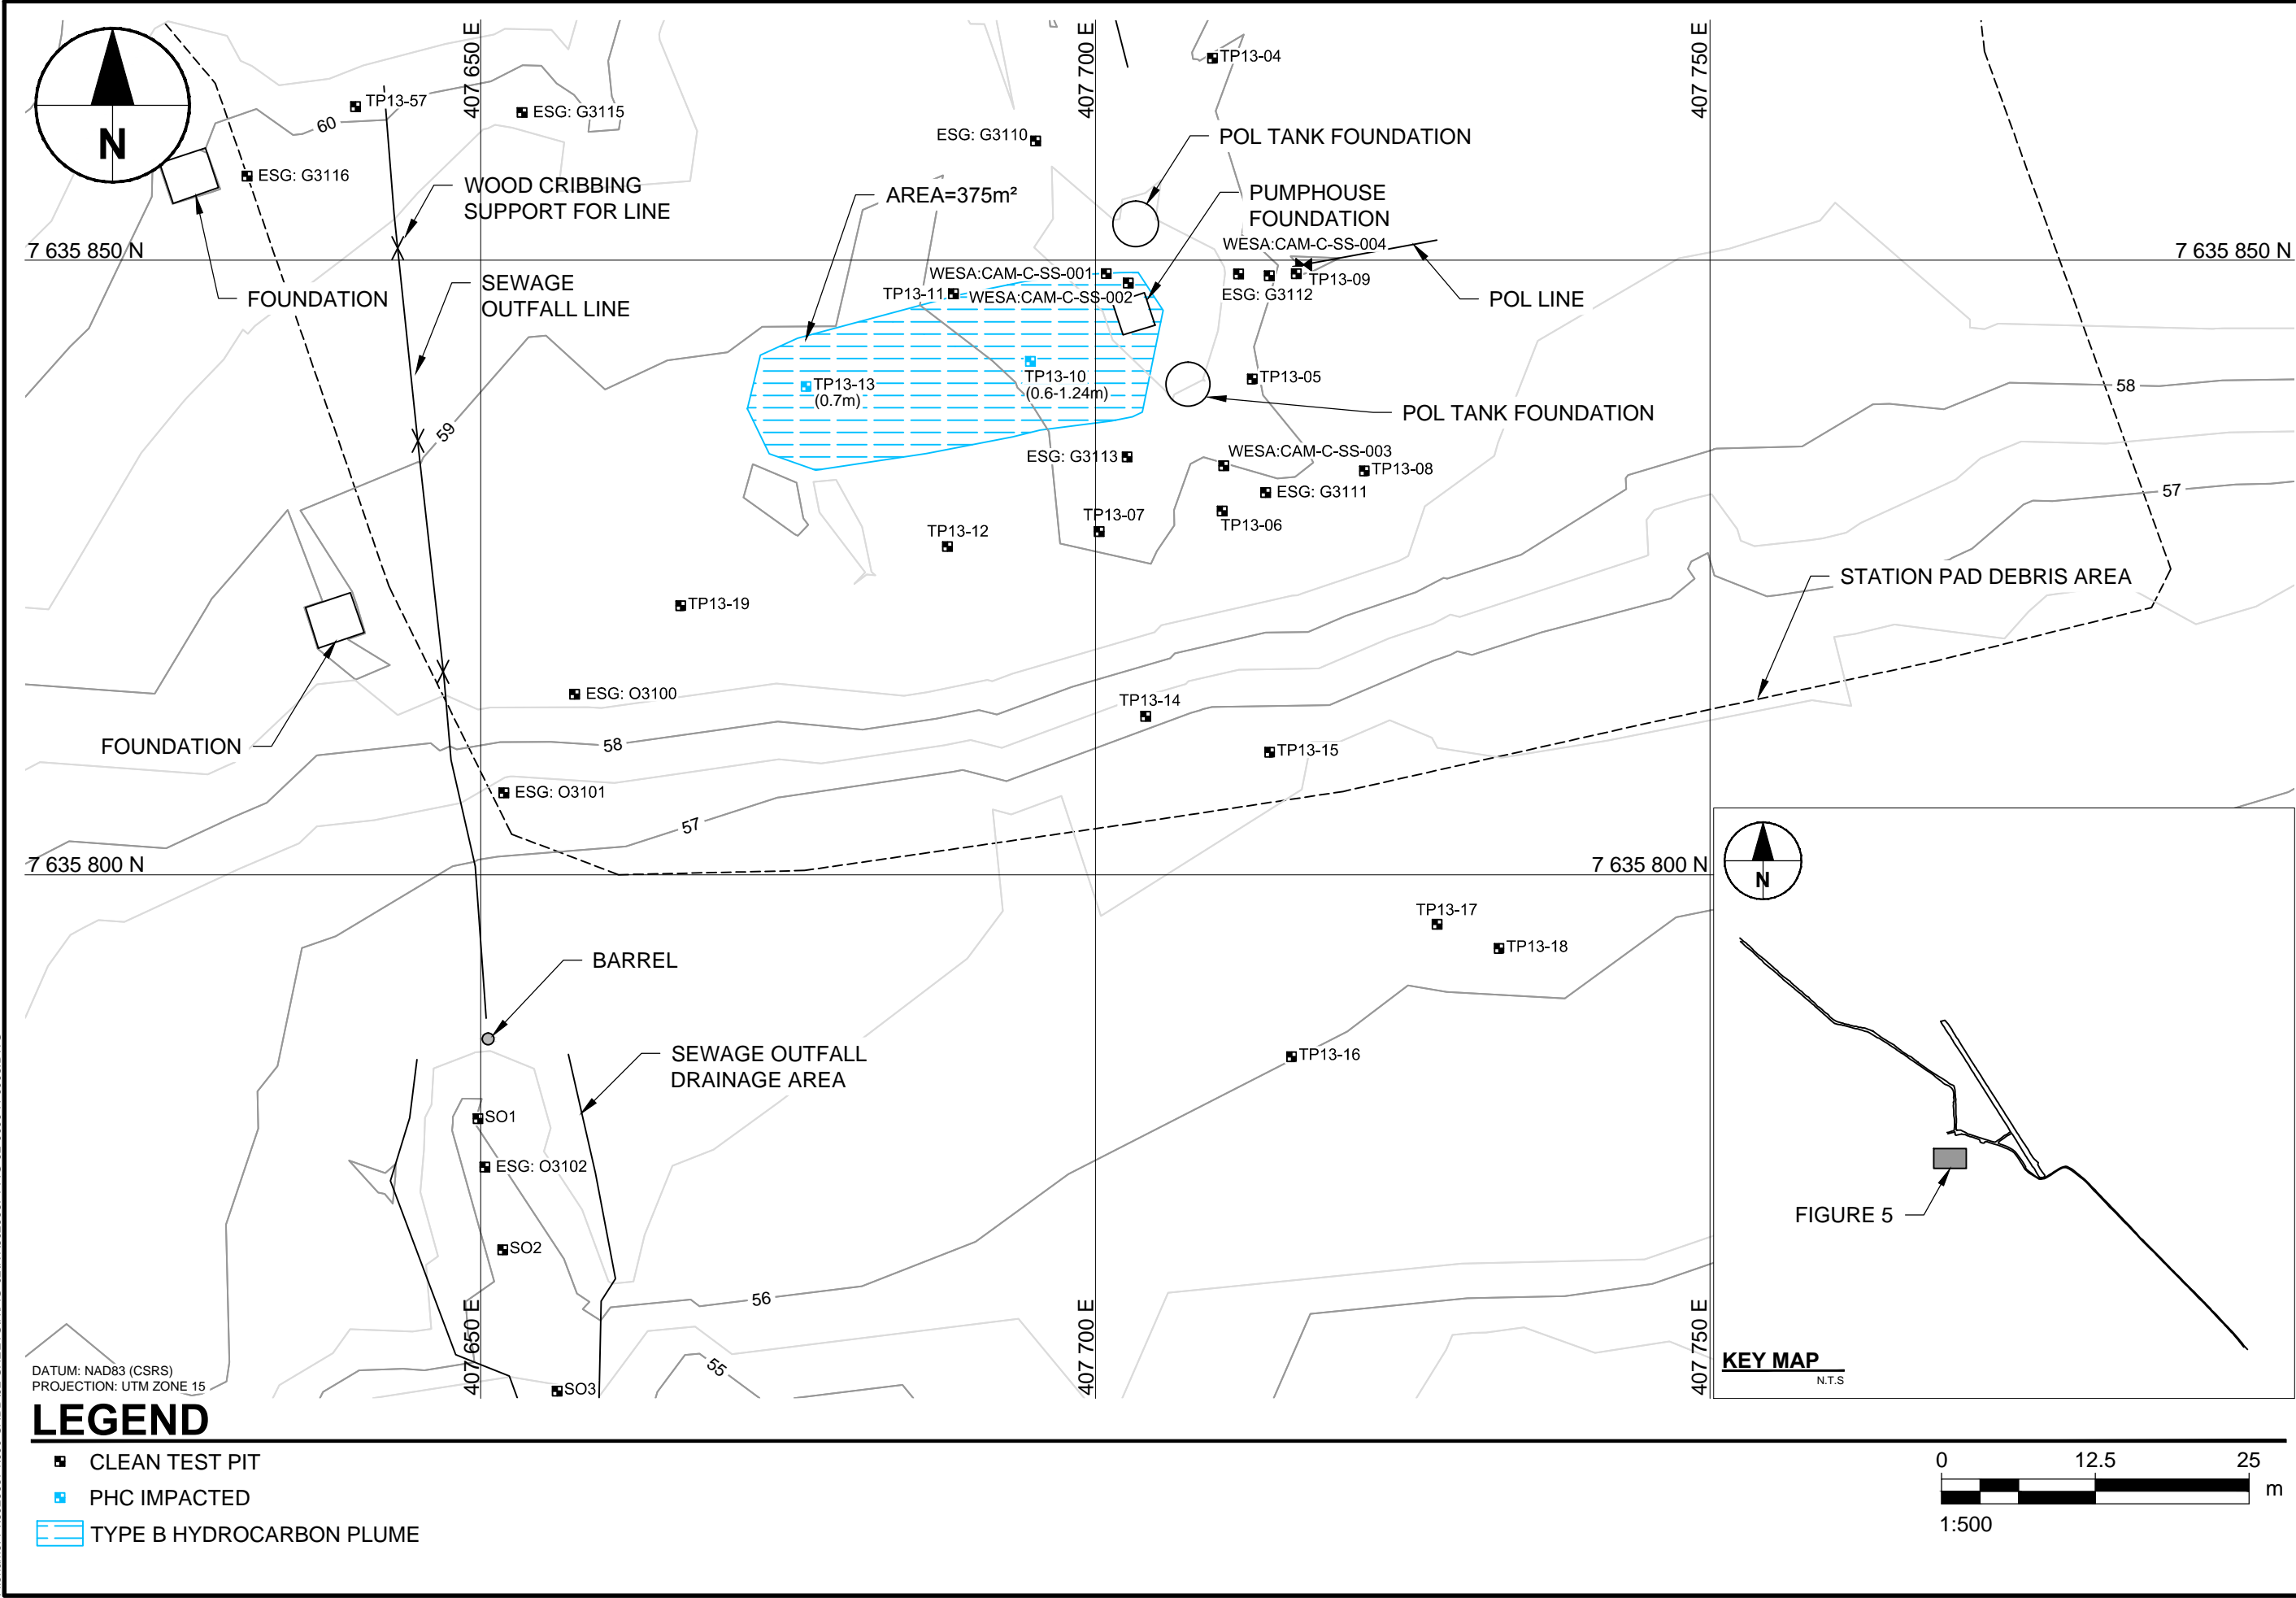 407 650 E
407 700 E
407 750 E
TP13-04
TP13-57
ESG: G3115
60
N
ESG: G3110
POL TANK FOUNDATION
ESG: G3116
WOOD CRIBBING
SUPPORT FOR LINE
AREA=375m²
PUMPHOUSE
FOUNDATION
7 635 850 N
WESA:CAM-C-SS-004
7 635 850 N
WESA:CAM-C-SS-001
TP13-09
TP13-11
WESA:CAM-C-SS-002
ESG: G3112
FOUNDATION
SEWAGE
OUTFALL LINE
POL LINE
TP13-13
(0.7m)
TP13-10
(0.6-1.24m)
TP13-05
58
POL TANK FOUNDATION
59
ESG: G3113
WESA:CAM-C-SS-003
TP13-08
ESG: G3111
57
TP13-12
TP13-07
TP13-06
STATION PAD DEBRIS AREA
TP13-19
ESG: O3100
TP13-14
FOUNDATION
58
TP13-15
ESG: O3101
57
7 635 800 N
7 635 800 N
N
TP13-17
TP13-18
BARREL
SEWAGE OUTFALL
DRAINAGE AREA
TP13-16
SO1
ESG: O3102
FIGURE 5
SO2
56
407 650 E
407 700 E
407 750 E
55
SO3
KEY MAP
N.T.S
DATUM: NAD83 (CSRS)
PROJECTION: UTM ZONE 15
LEGEND
CLEAN TEST PIT
PHC IMPACTED
TYPE B HYDROCARBON PLUME
0 12.5 25
m
1:500